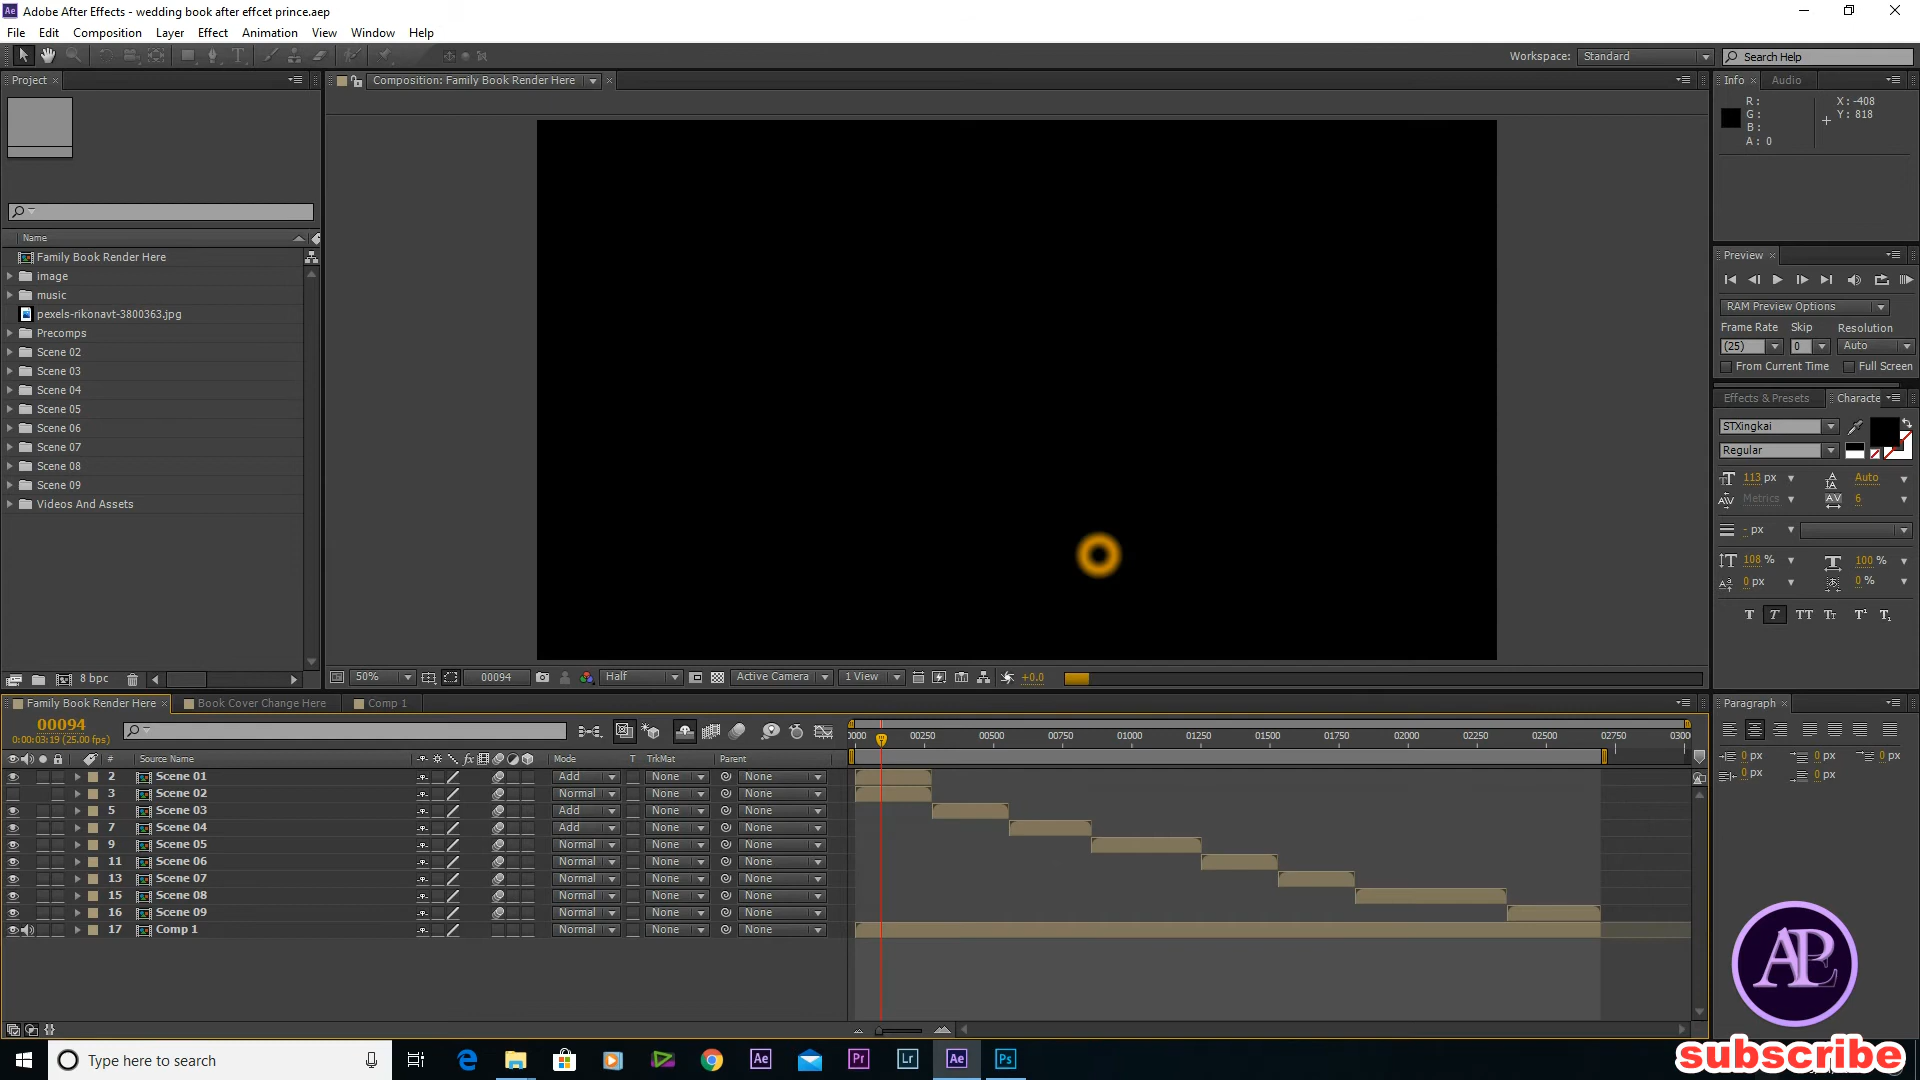 Adobe After Effects - wedding book after effcet prince.aep
File Edit Composition Layer Effect Animation View Window Help
Workspace: Standard Search Help
Project
Composition: Family Book Render Here
Info Audio
R: X: -408
G: Y: 818
B:
A: 0
Name
Family Book Render Here
image
music
pexels-rikonavt-3800363.jpg
Precomps
Scene 02
Scene 03
Scene 04
Scene 05
Scene 06
Scene 07
Scene 08
Scene 09
Videos And Assets
8 bpc
Preview
RAM Preview Options
Frame Rate Skip Resolution
(25) 0 Auto
From Current Time Full Screen
Effects & Presets Characte
STXingkai
Regular
113 px Auto
Metrics 6
- px
108 % 100 %
0 px 0 %
T T TT Tt T¹ T₁
50% 00094 Half Active Camera 1 View +0.0
Family Book Render Here Book Cover Change Here Comp 1
00094
0:00:03:19 (25.00 fps)
0000 00250 00500 00750 01000 01250 01500 01750 02000 02250 02500 02750 0300
# Source Name Mode T TrkMat Parent
2 Scene 01 Add None None
3 Scene 02 Normal None None
5 Scene 03 Add None None
7 Scene 04 Add None None
9 Scene 05 Normal None None
11 Scene 06 Normal None None
13 Scene 07 Normal None None
15 Scene 08 Normal None None
16 Scene 09 Normal None None
17 Comp 1 Normal None None
Paragraph
0 px 0 px 0 px
0 px 0 px
Type here to search
Ae Pr Lr Ae Ps
subscribe